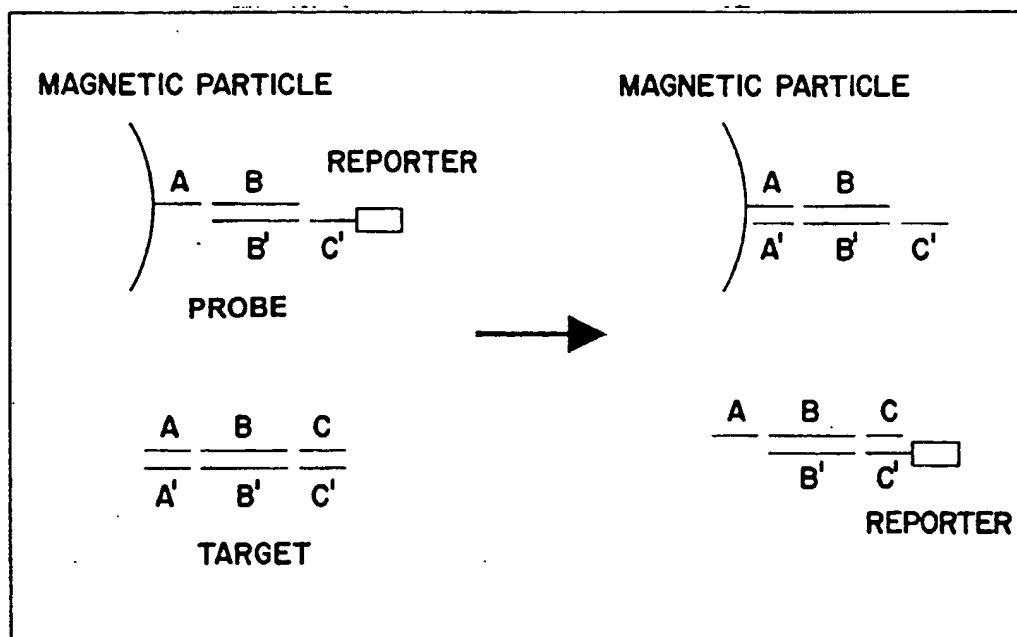 MAGNETIC PARTICLE
A B
REPORTER
B' C'
PROBE
A B C
A' B' C'
TARGET
MAGNETIC PARTICLE
A B
A' B' C'
A B C
B' C'
REPORTER